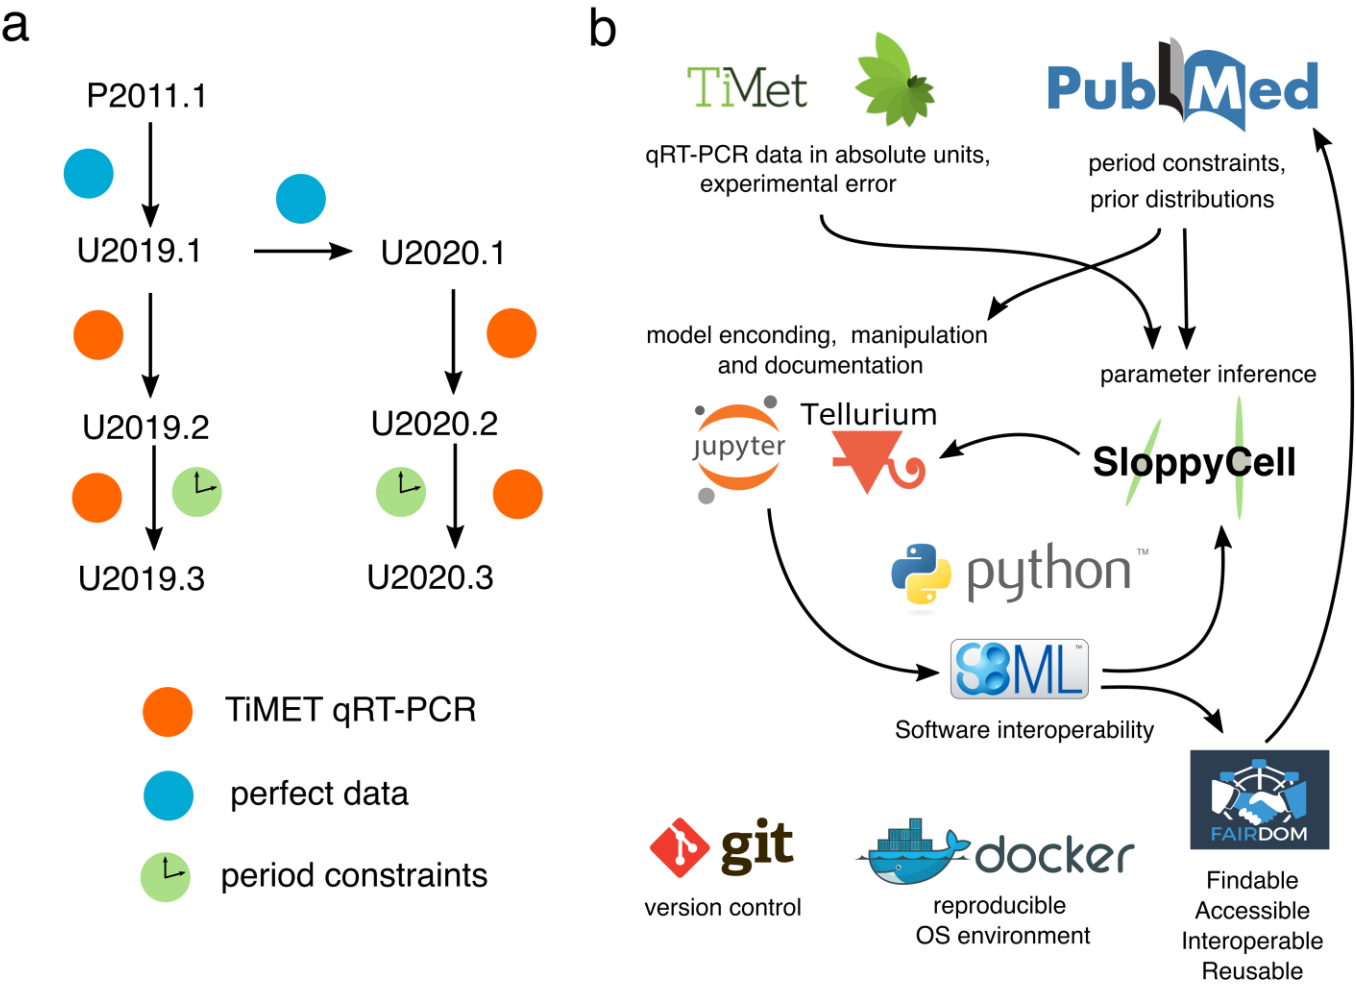 a
P2011.1
U2019.1
U2020.1
U2019.2
U2020.2
U2019.3
U2020.3
TiMET qRT-PCR
perfect data
period constraints
b
TiMet
PubMed
qRT-PCR data in absolute units,
experimental error
period constraints,
prior distributions
model enconding, manipulation
and documentation
parameter inference
jupyter
Tellurium
SloppyCell
python™
SBML™
Software interoperability
git
version control
docker
reproducible
OS environment
FAIRDOM
Findable
Accessible
Interoperable
Reusable